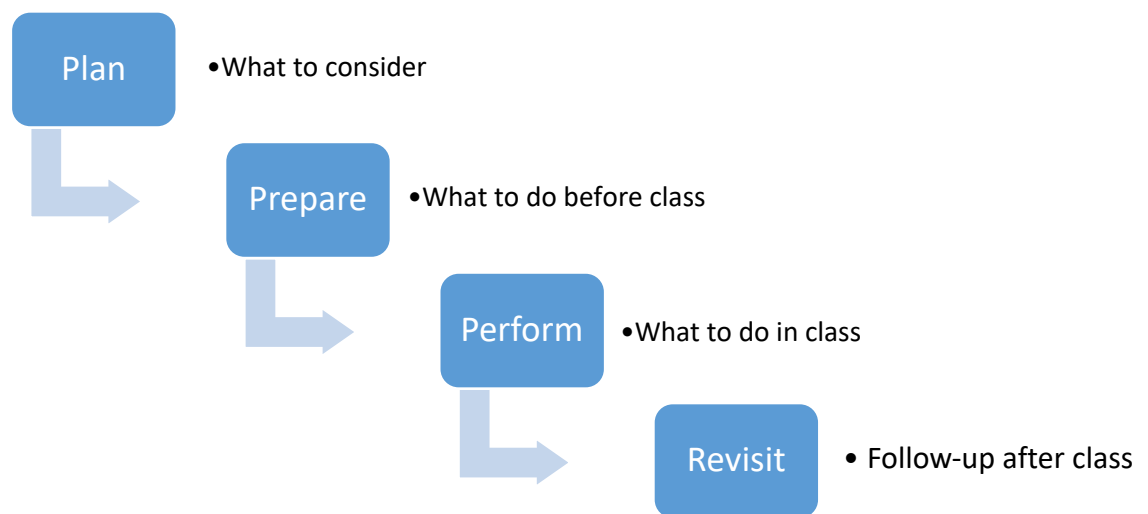 Plan
•What to consider
Prepare
•What to do before class
Perform
•What to do in class
Revisit
• Follow-up after class